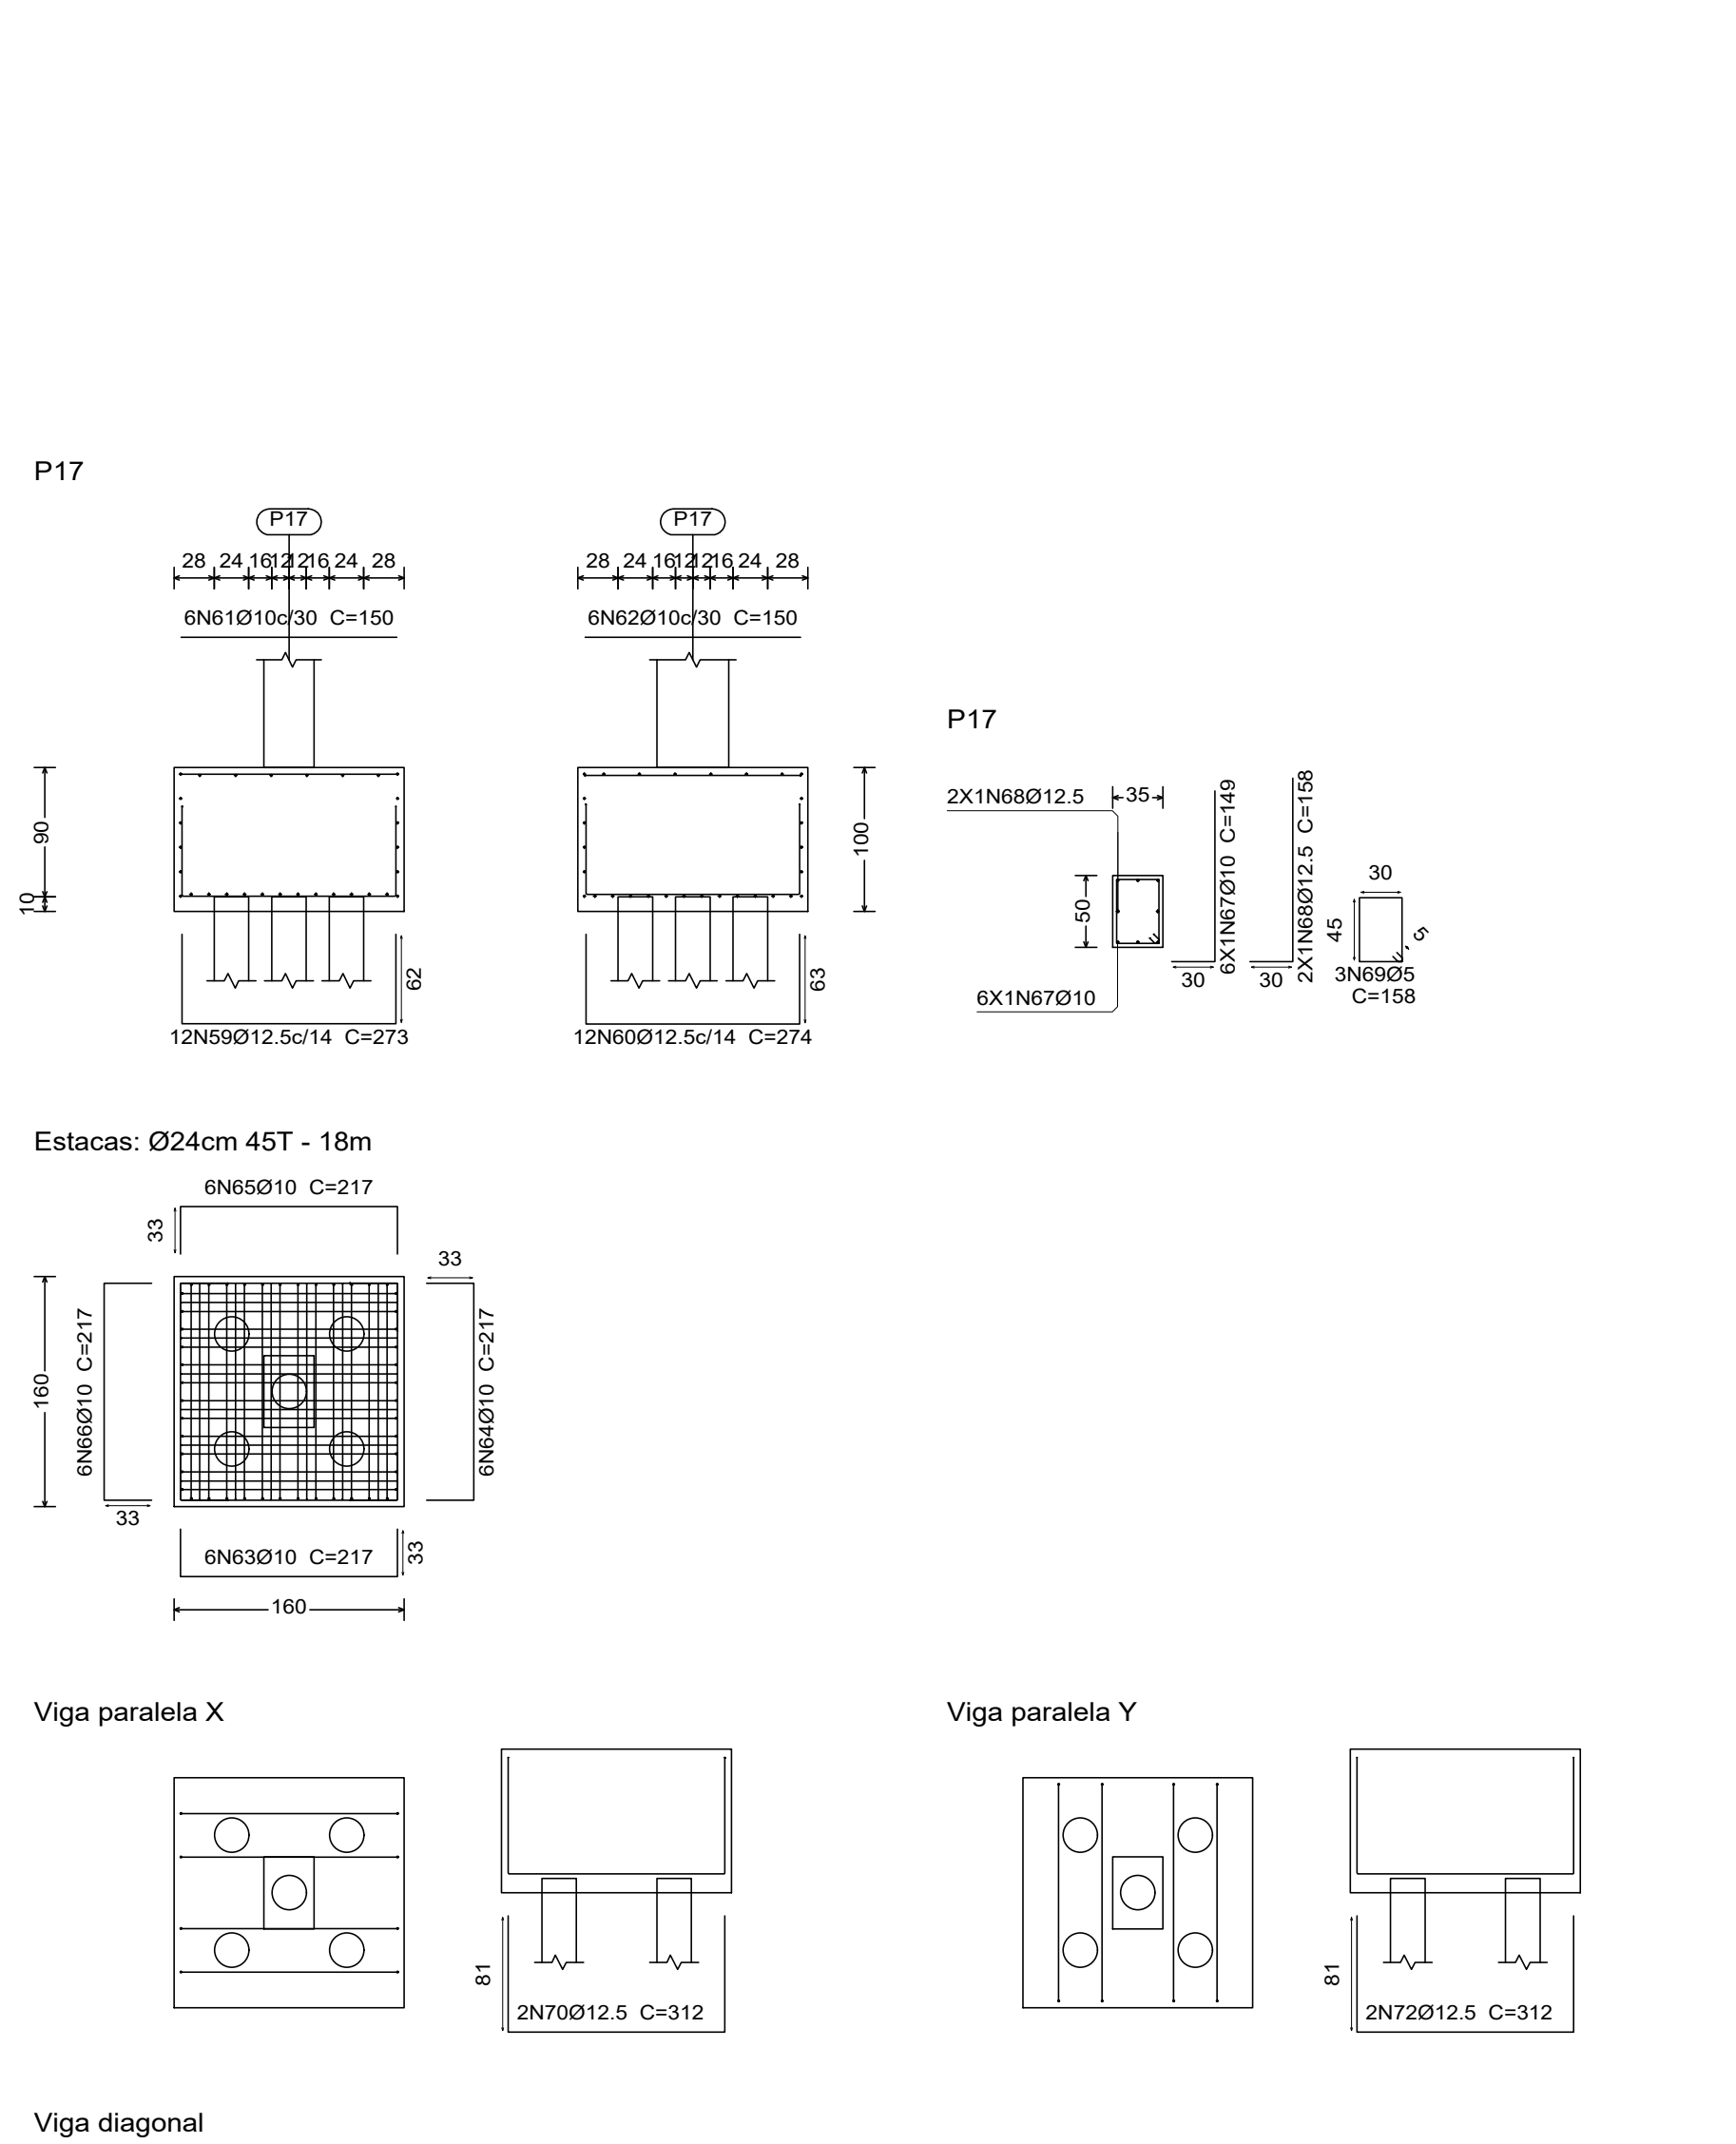 P17
P17
P17
28 24 16 12 12 16 24 28
28 24 16 12 12 16 24 28
6N61Ø10c/30 C=150
6N62Ø10c/30 C=150
90
10
100
62
63
12N59Ø12.5c/14 C=273
12N60Ø12.5c/14 C=274
P17
2X1N68Ø12.5
35
50
6X1N67Ø10
6X1N67Ø10 C=149
30
2X1N68Ø12.5 C=158
30
30
45
5
3N69Ø5
C=158
Estacas: Ø24cm 45T - 18m
6N65Ø10 C=217
33
33
160
6N66Ø10 C=217
6N64Ø10 C=217
33
6N63Ø10 C=217
33
160
Viga paralela X
81
2N70Ø12.5 C=312
Viga paralela Y
81
2N72Ø12.5 C=312
Viga diagonal